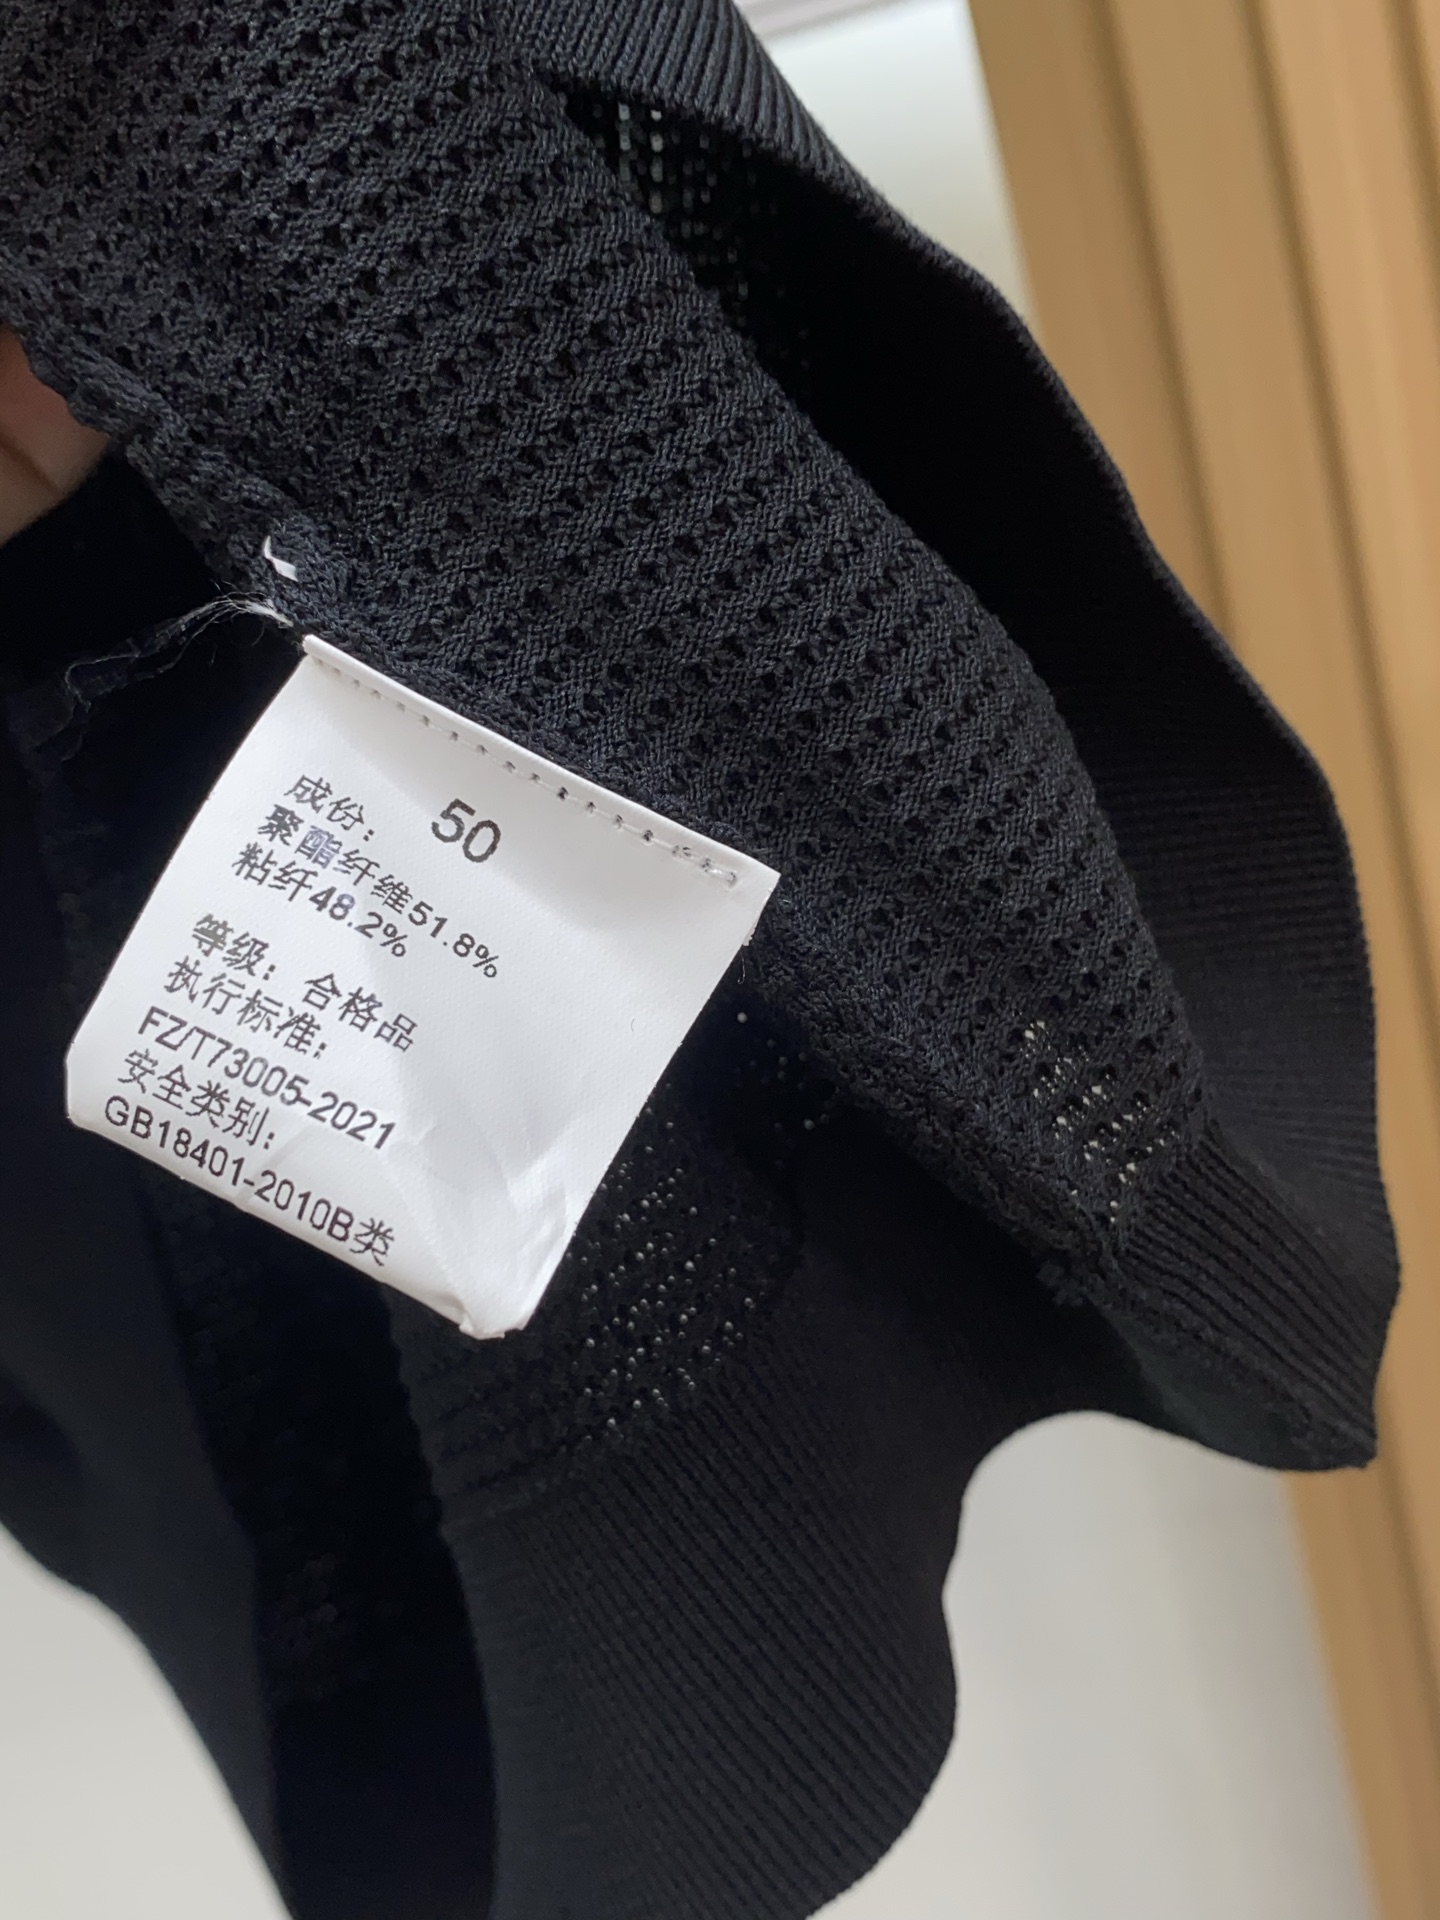 50
成份：
聚酯纤维51.8%
粘纤48.2%
等级：合格品
执行标准：
FZ/T73005-2021
安全类别：
GB18401-2010B类